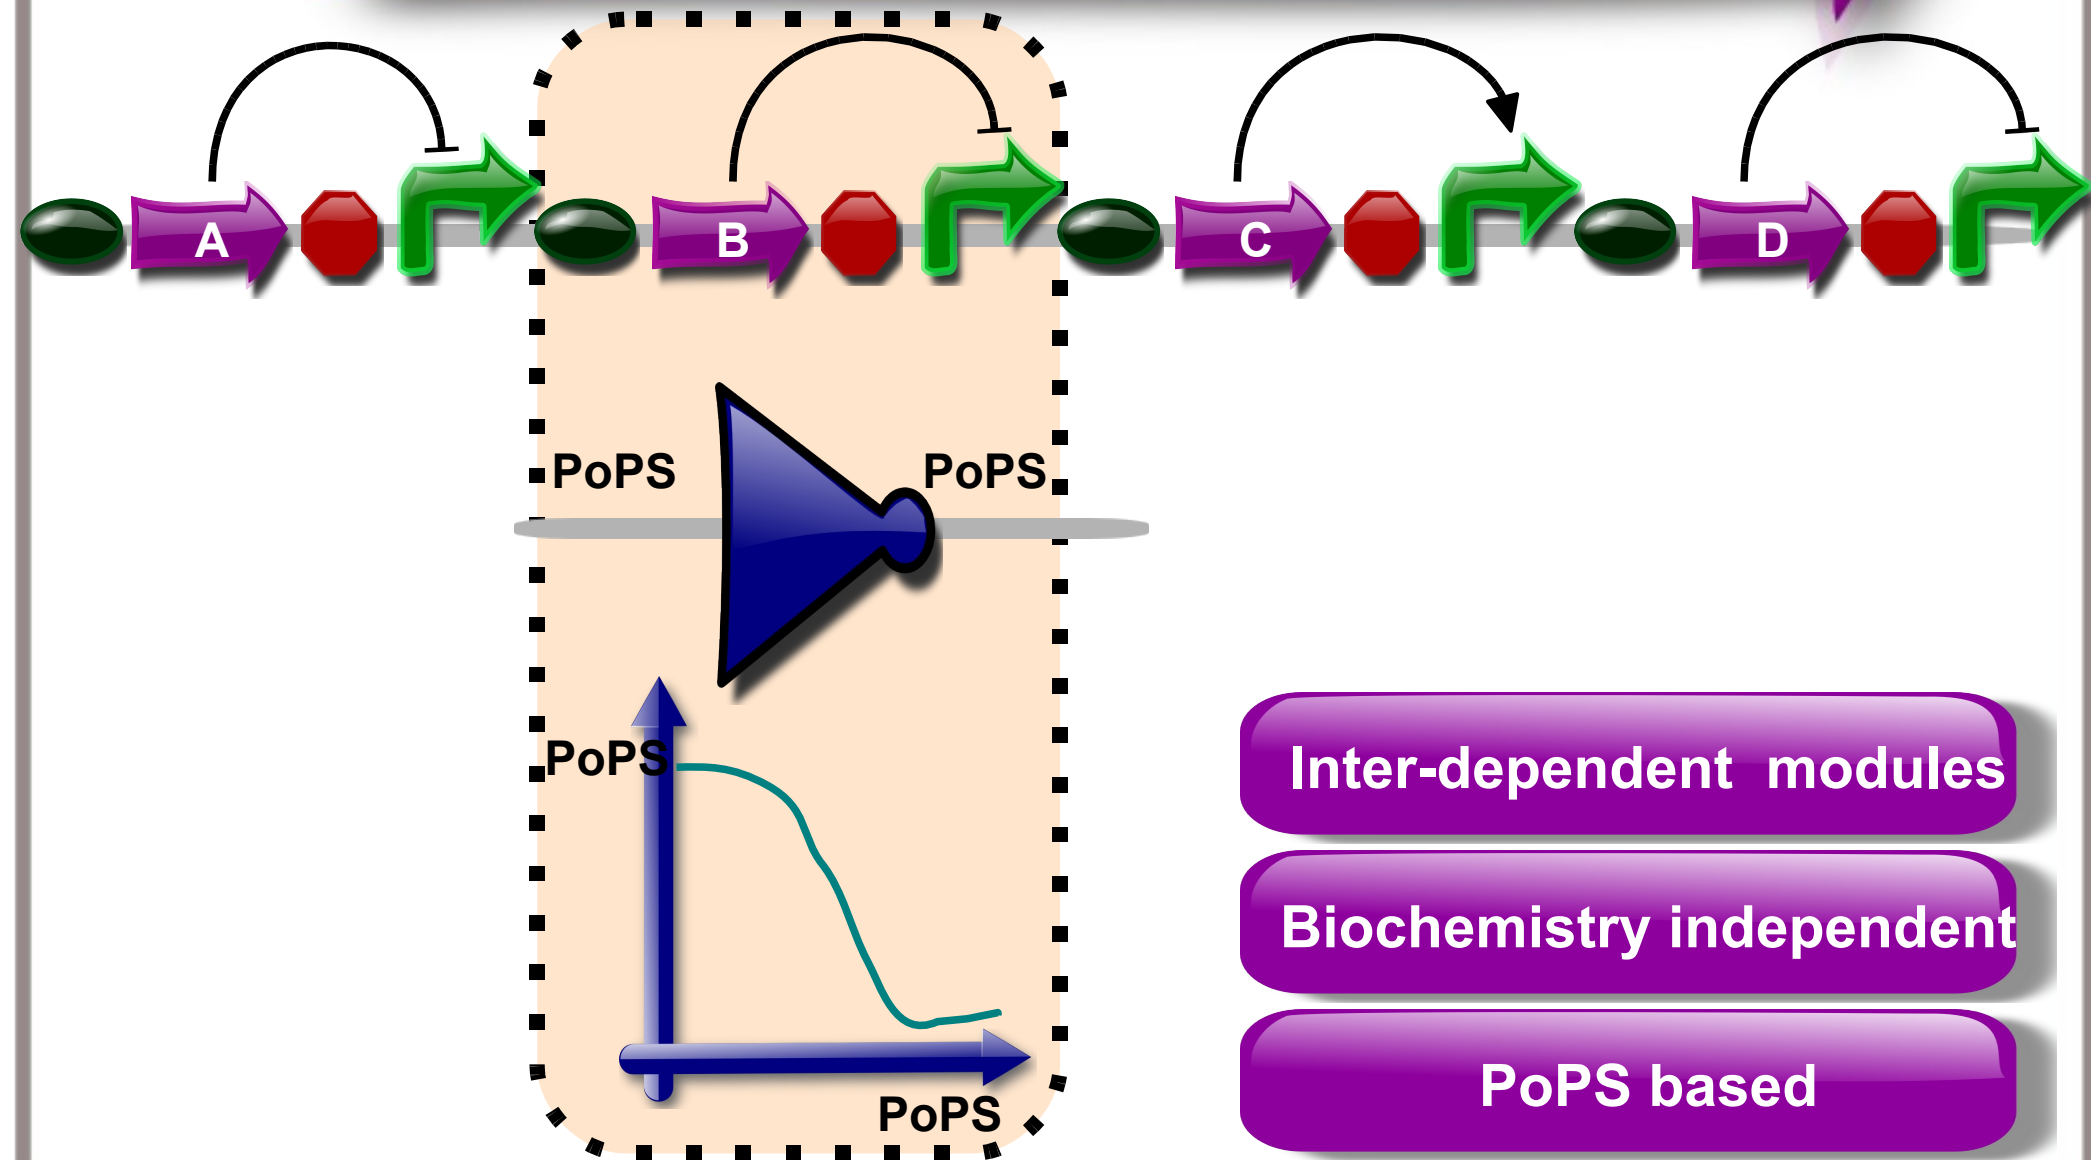 A
B
C
D
PoPS
PoPS
PoPS
PoPS
Inter-dependent modules
Biochemistry independent
PoPS based